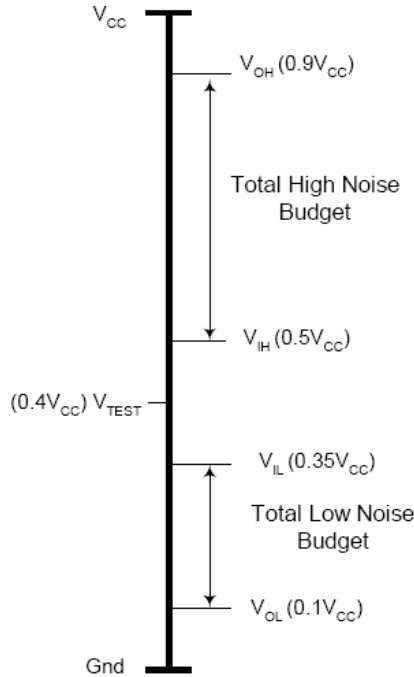 V_CC
V_OH (0.9V_CC)
Total High Noise
Budget
V_IH (0.5V_CC)
(0.4V_CC) V_TEST
V_IL (0.35V_CC)
Total Low Noise
Budget
V_OL (0.1V_CC)
Gnd